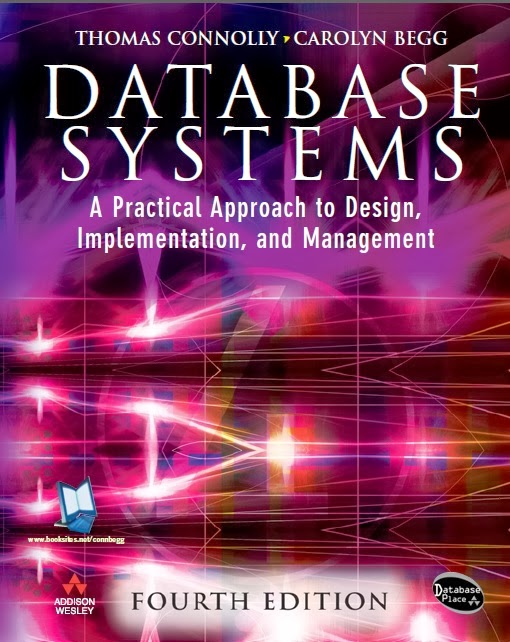 THOMAS CONNOLLY • CAROLYN BEGG
DATABASE
SYSTEMS
A Practical Approach to Design,
Implementation, and Management
www.booksites.net/connbegg
ADDISON
WESLEY
FOURTH EDITION
Database
Place